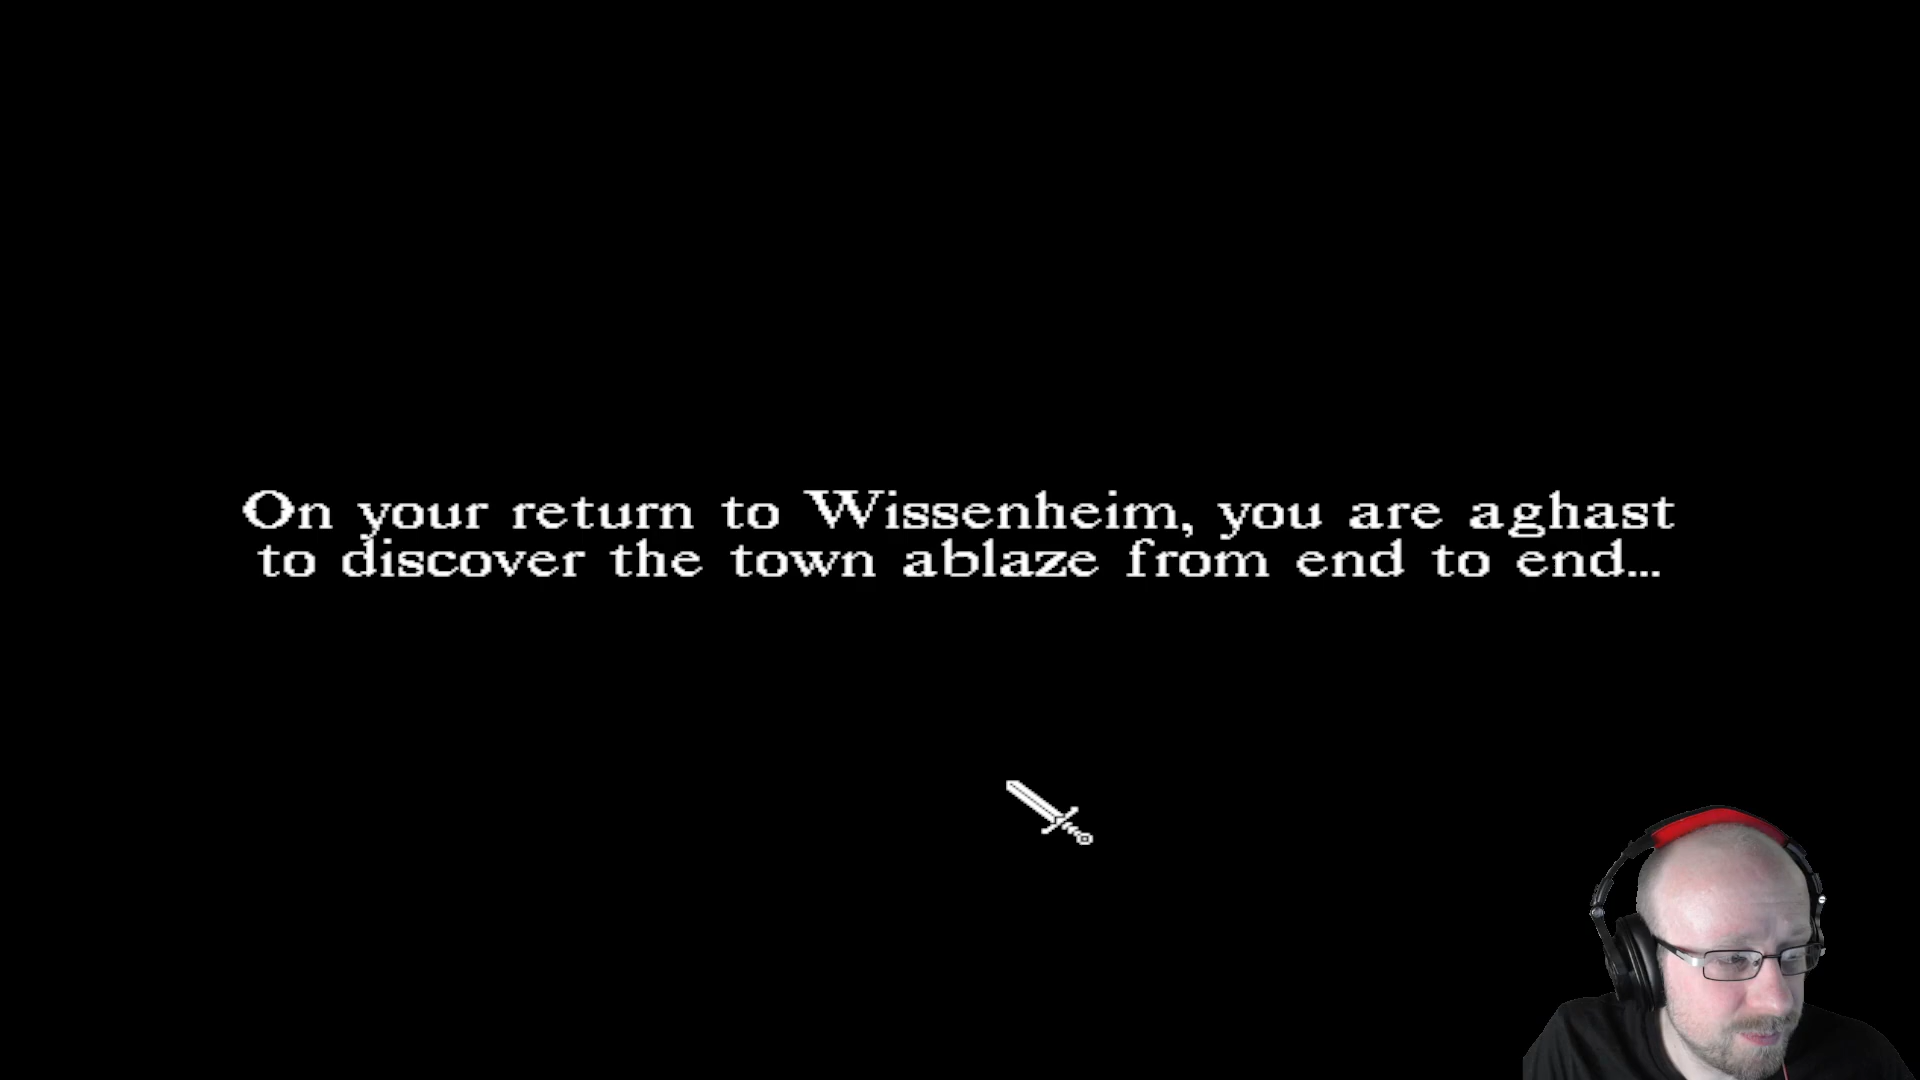 On your return to Wissenheim, you are aghast
to discover the town ablaze from end to end...